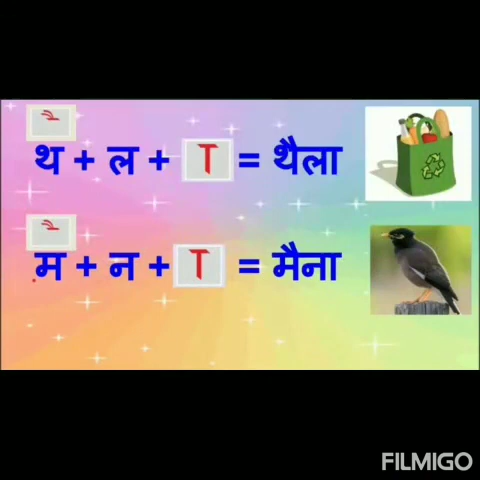 थै + ल + ा = थैला
मै + न + ा = मैना
FILMIGO